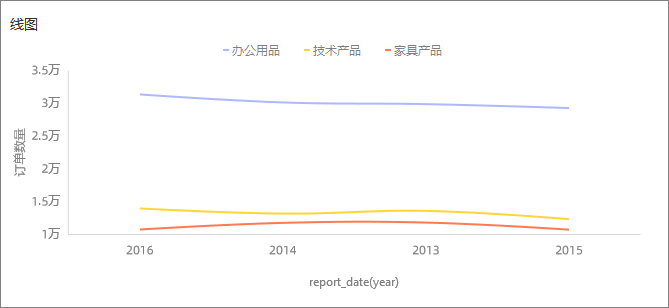 线图
办公用品 技术产品 家具产品
3.5万
3万
2.5万
2万
1.5万
1万
订单数量
2016 2014 2013 2015
report_date(year)